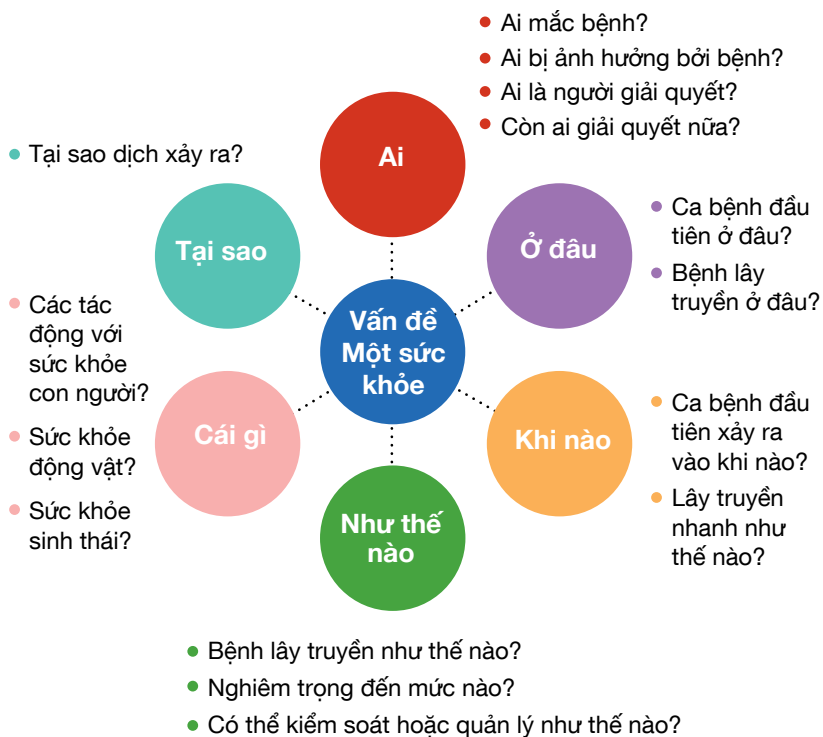 Ai mắc bệnh?
Ai bị ảnh hưởng bởi bệnh?
Ai là người giải quyết?
Còn ai giải quyết nữa?
Ai
Tại sao dịch xảy ra?
Tại sao
Ở đâu
Ca bệnh đầu
tiên ở đâu?
Bệnh lây
truyền ở đâu?
Vấn đề
Một sức
khỏe
Các tác
động với
sức khỏe
con người?
Sức khỏe
động vật?
Sức khỏe
sinh thái?
Cái gì
Khi nào
Ca bệnh đầu
tiên xảy ra
vào khi nào?
Lây truyền
nhanh như
thế nào?
Như thế
nào
Bệnh lây truyền như thế nào?
Nghiêm trọng đến mức nào?
Có thể kiểm soát hoặc quản lý như thế nào?